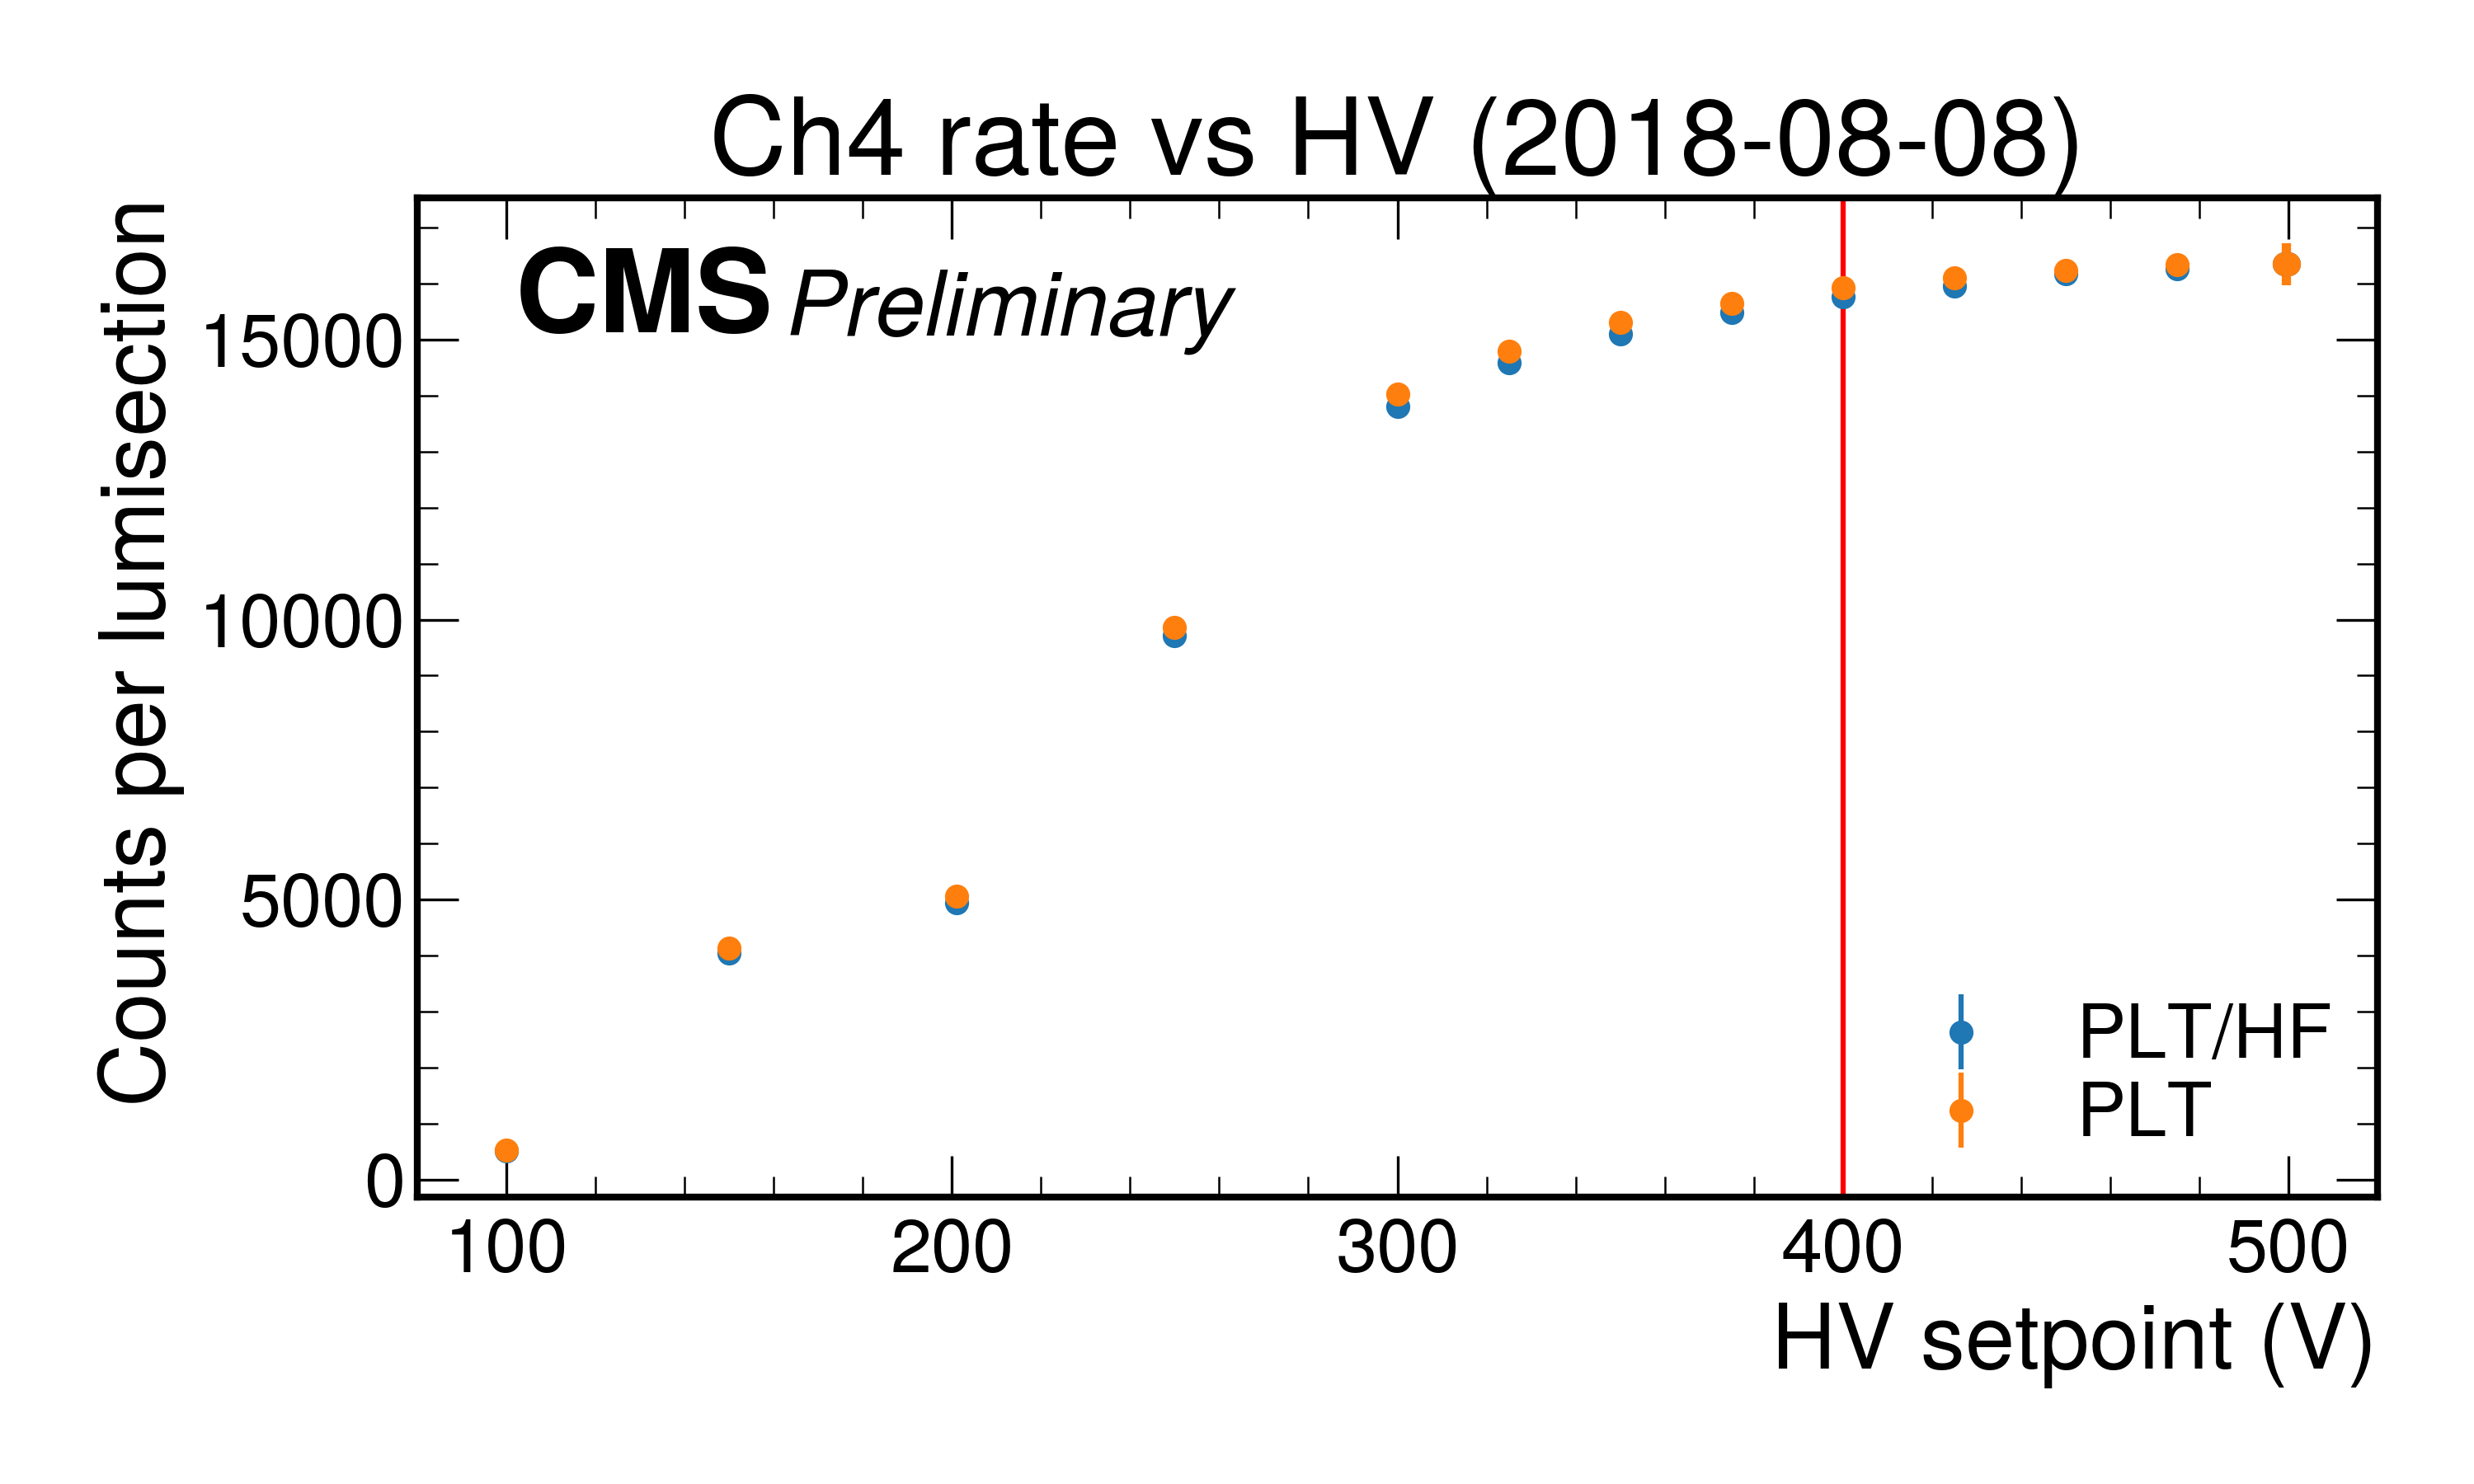 Ch4 rate vs HV (2018-08-08)
CMS Preliminary
Counts per lumisection
15000
10000
5000
0
PLT/HF
PLT
100 200 300 400 500
HV setpoint (V)